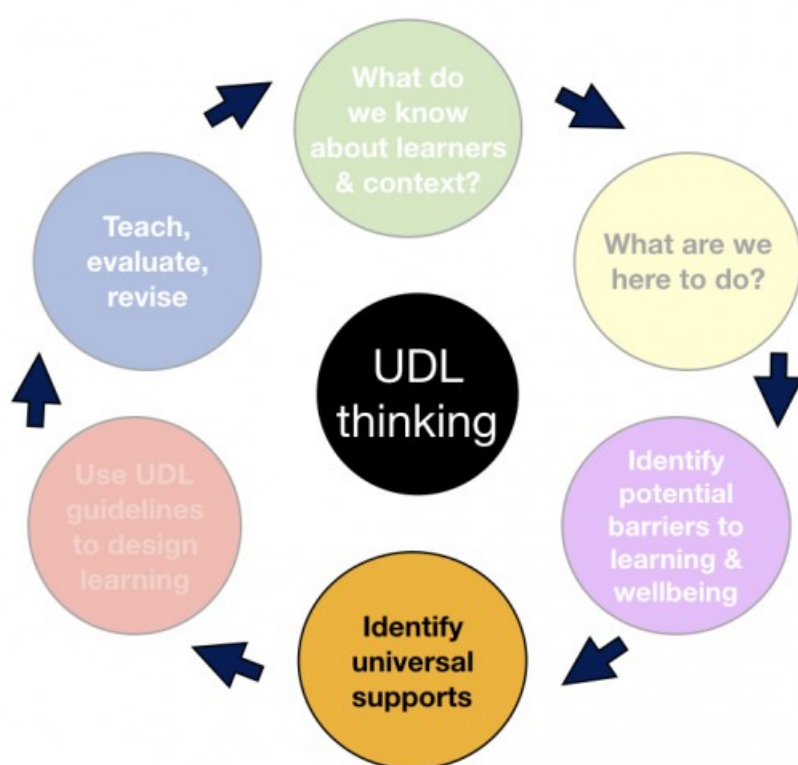 What do
we know
about learners
& context?
What are we
here to do?
Identify
potential
barriers to
learning &
wellbeing
Identify
universal
supports
Use UDL
guidelines
to design
learning
Teach,
evaluate,
revise
UDL
thinking